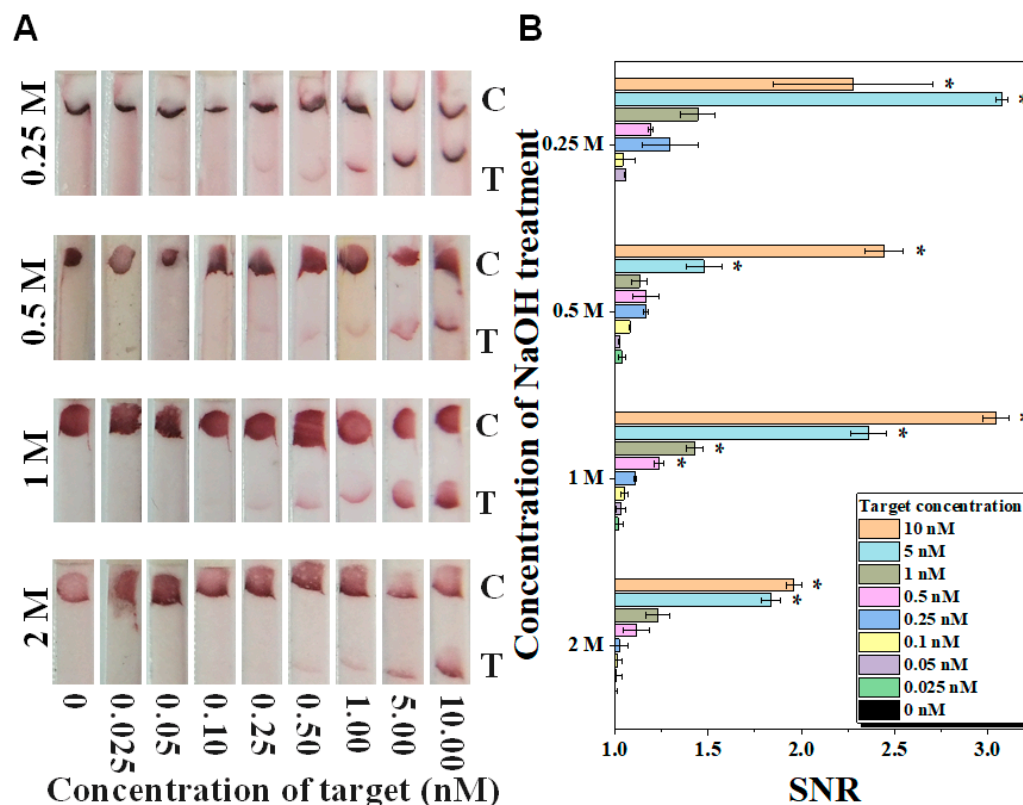 A
0.25 M
C
T
0.5 M
C
T
1 M
C
T
2 M
C
T
0
0.025
0.05
0.10
0.25
0.50
1.00
5.00
10.00
Concentration of target (nM)
B
Concentration of NaOH treatment
0.25 M
*
*
0.5 M
*
*
1 M
*
*
*
*
2 M
*
*
Target concentration
10 nM
5 nM
1 nM
0.5 nM
0.25 nM
0.1 nM
0.05 nM
0.025 nM
0 nM
1.0
1.5
2.0
2.5
3.0
SNR